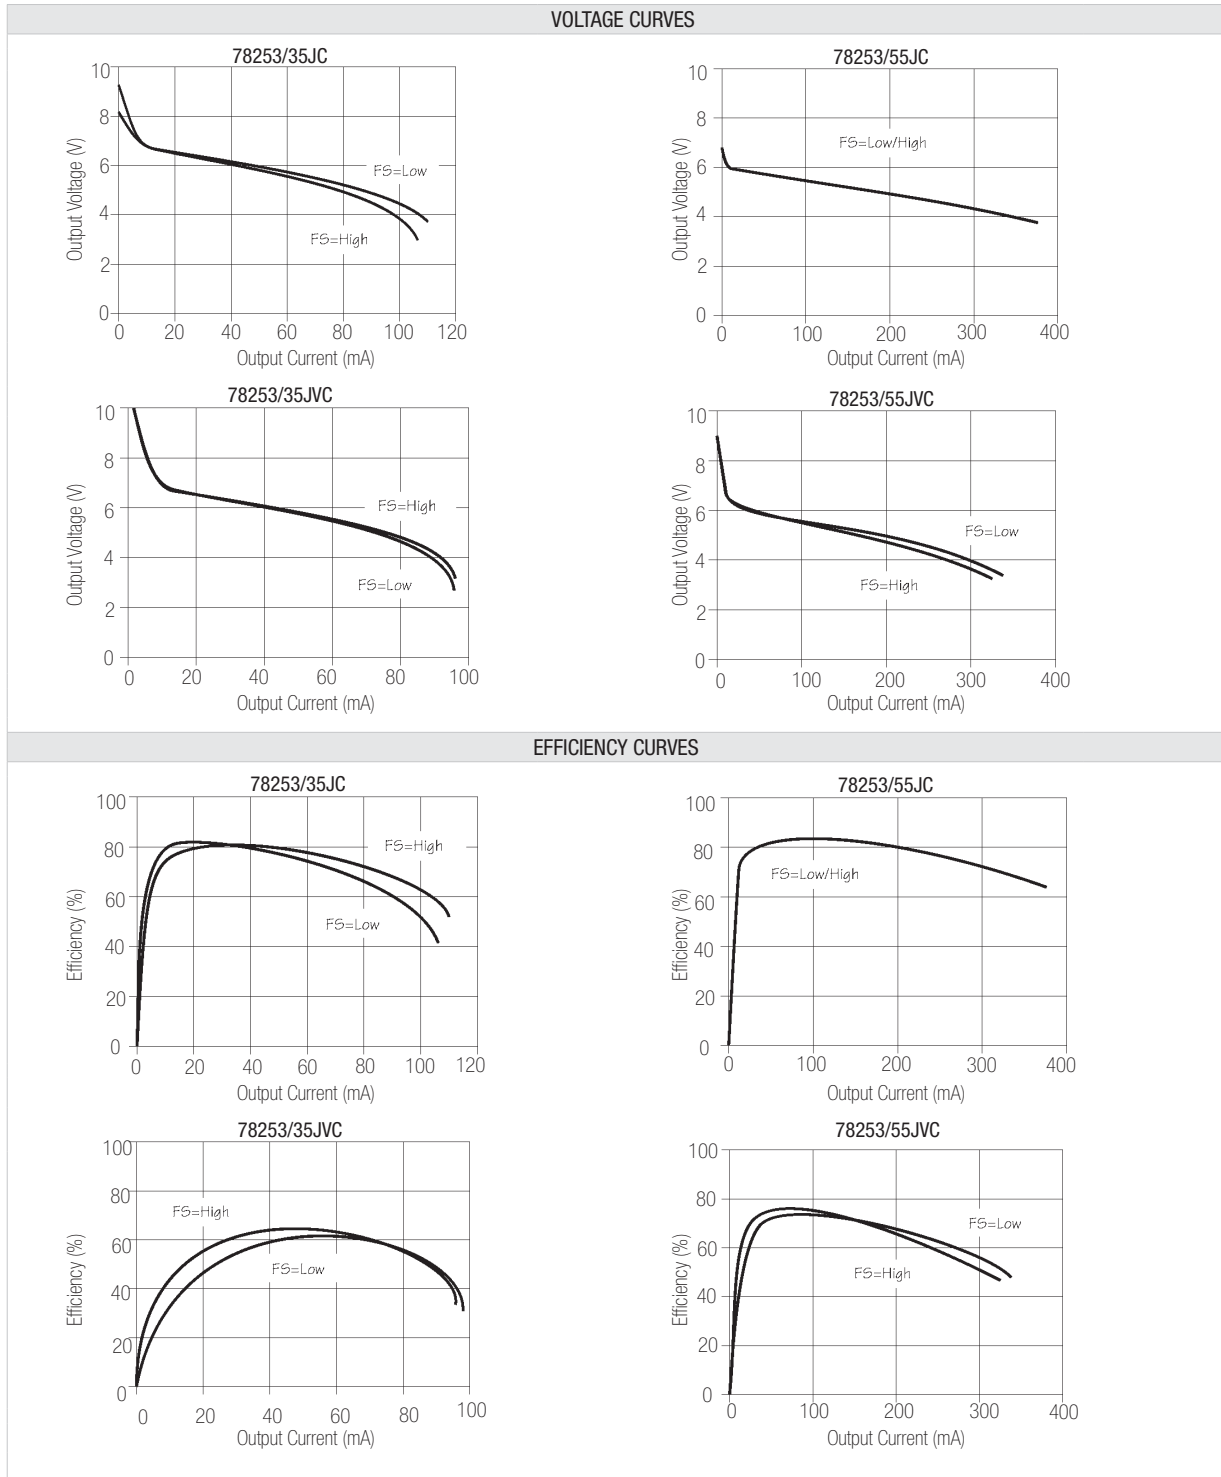 VOLTAGE CURVES
78253/35JC
10
8
6
4
2
0
Output Voltage (V)
FS=Low
FS=High
0 20 40 60 80 100 120
Output Current (mA)
78253/55JC
10
8
6
4
2
0
Output Voltage (V)
FS=Low/High
0 100 200 300 400
Output Current (mA)
78253/35JVC
10
8
6
4
2
0
Output Voltage (V)
FS=High
FS=Low
0 20 40 60 80 100
Output Current (mA)
78253/55JVC
10
8
6
4
2
0
Output Voltage (V)
FS=Low
FS=High
0 100 200 300 400
Output Current (mA)
EFFICIENCY CURVES
78253/35JC
100
80
60
40
20
0
Efficiency (%)
FS=High
FS=Low
0 20 40 60 80 100 120
Output Current (mA)
78253/55JC
100
80
60
40
20
0
Efficiency (%)
FS=Low/High
0 100 200 300 400
Output Current (mA)
78253/35JVC
100
80
60
40
20
0
Efficiency (%)
FS=High
FS=Low
0 20 40 60 80 100
Output Current (mA)
78253/55JVC
100
80
60
40
20
0
Efficiency (%)
FS=Low
FS=High
0 100 200 300 400
Output Current (mA)